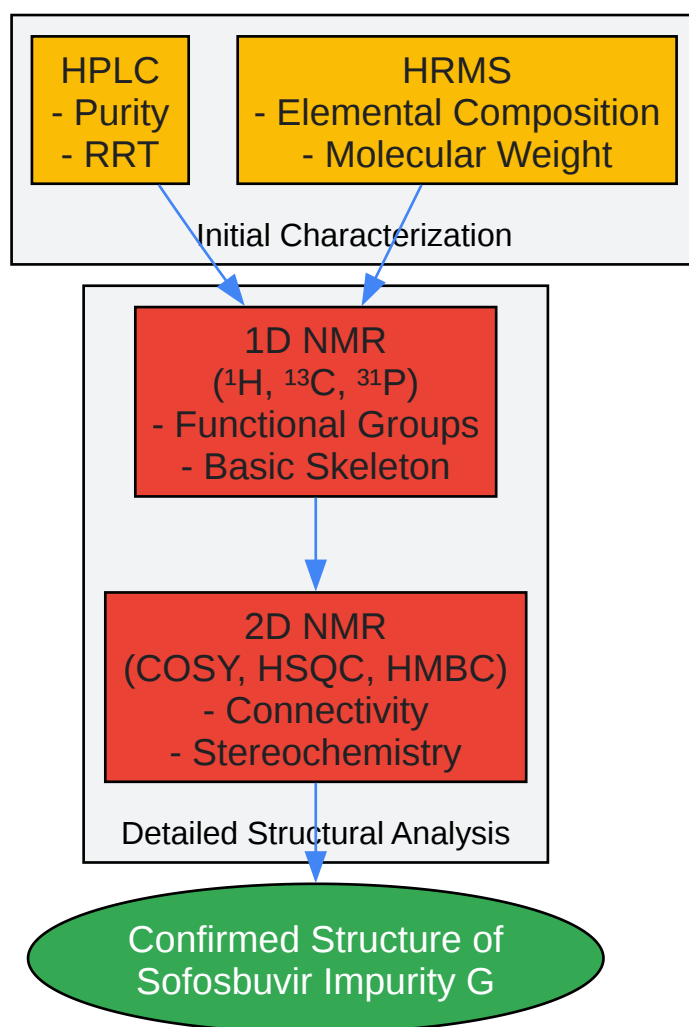 HPLC
- Purity
- RRT
HRMS
- Elemental Composition
- Molecular Weight
Initial Characterization
1D NMR
(¹H, ¹³C, ³¹P)
- Functional Groups
- Basic Skeleton
2D NMR
(COSY, HSQC, HMBC)
- Connectivity
- Stereochemistry
Detailed Structural Analysis
Confirmed Structure of
Sofosbuvir Impurity G